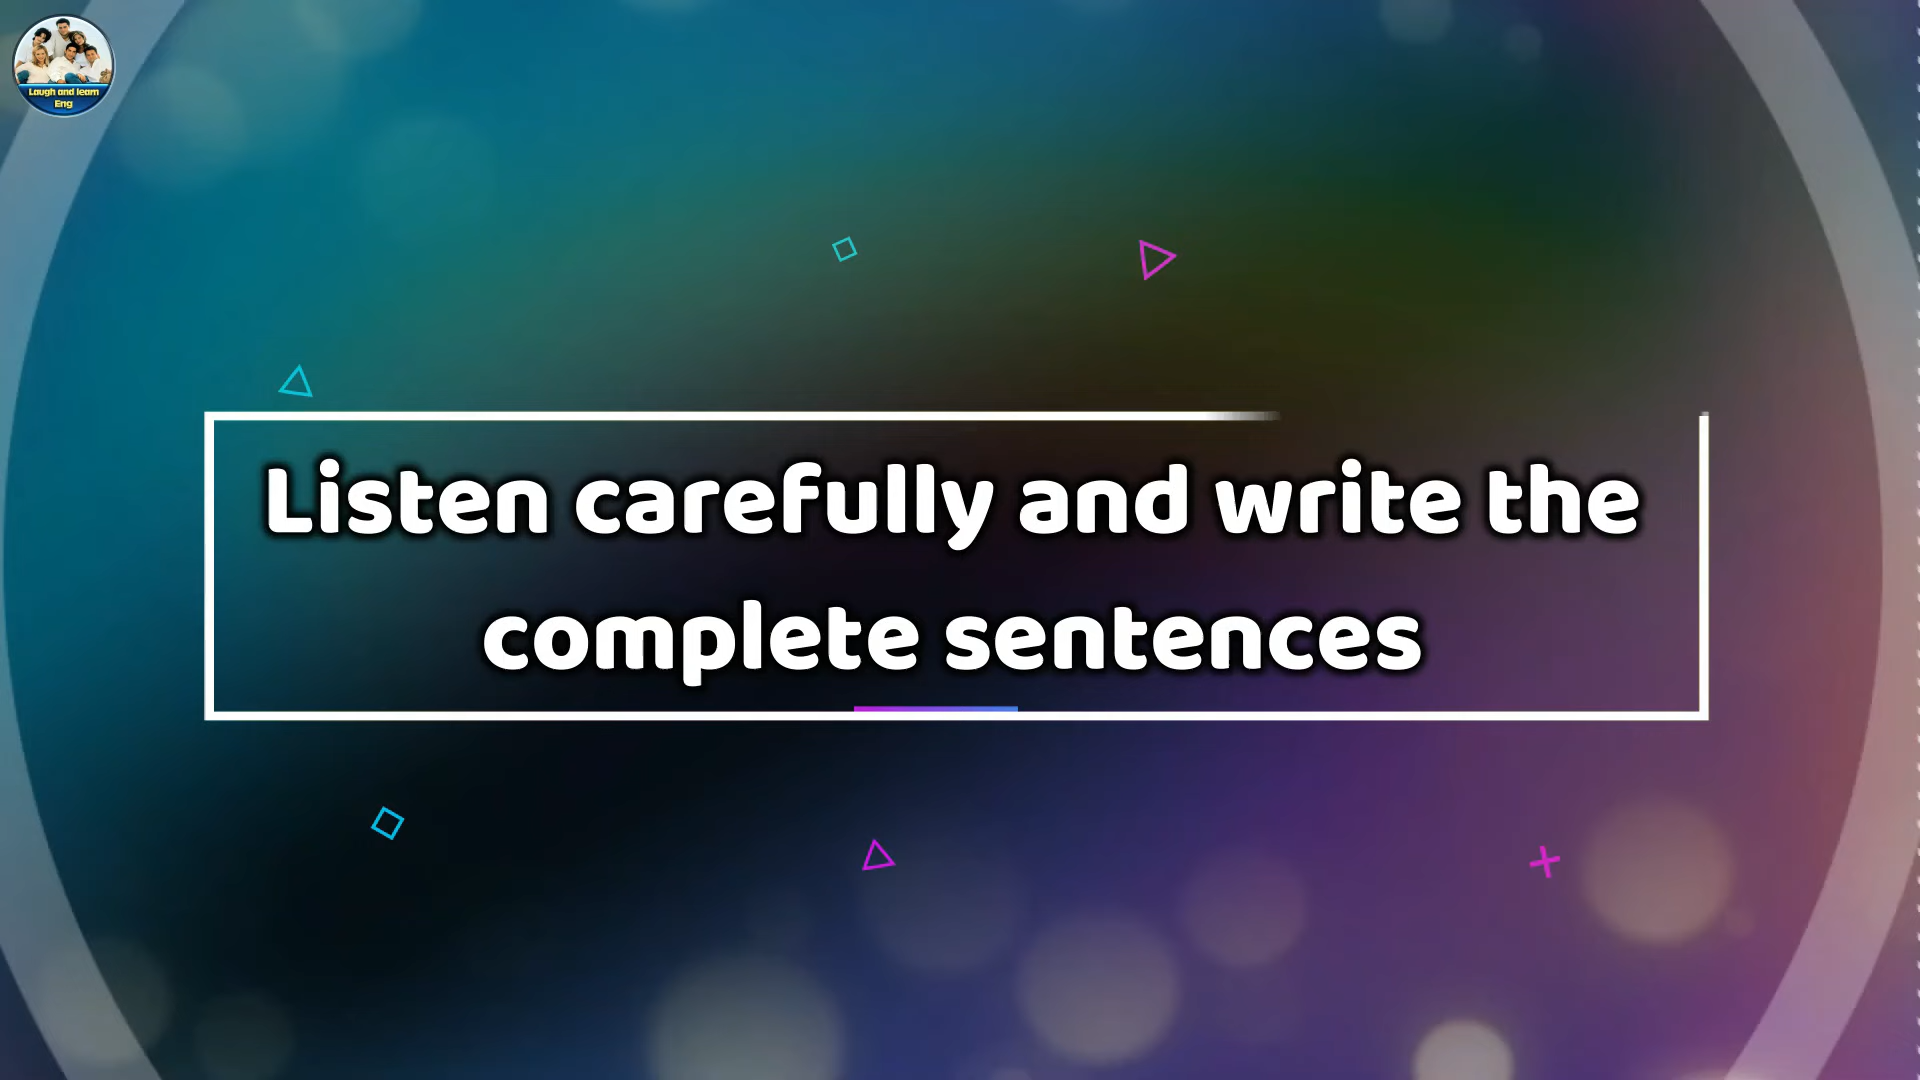 Laugh and learn
Eng
Listen carefully and write the
complete sentences